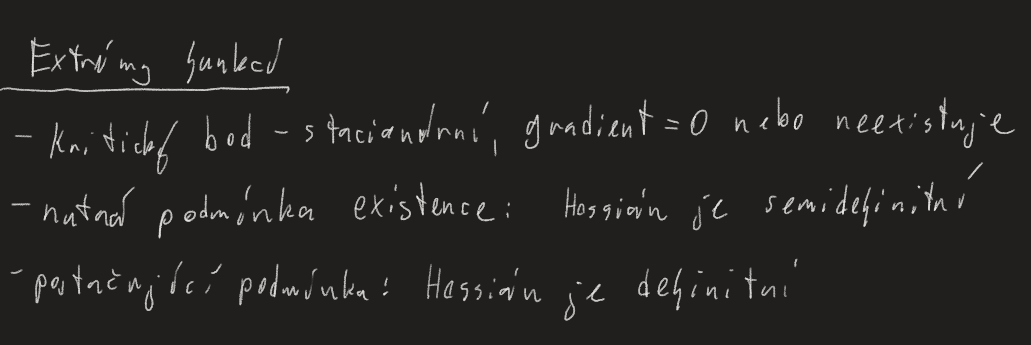 Extrémy funkcí
- Kritický bod - stacionární, gradient = 0 nebo neexistuje
- nutná podmínka existence: Hessián je semidefinitní
- postačující podmínka: Hessián je definitní